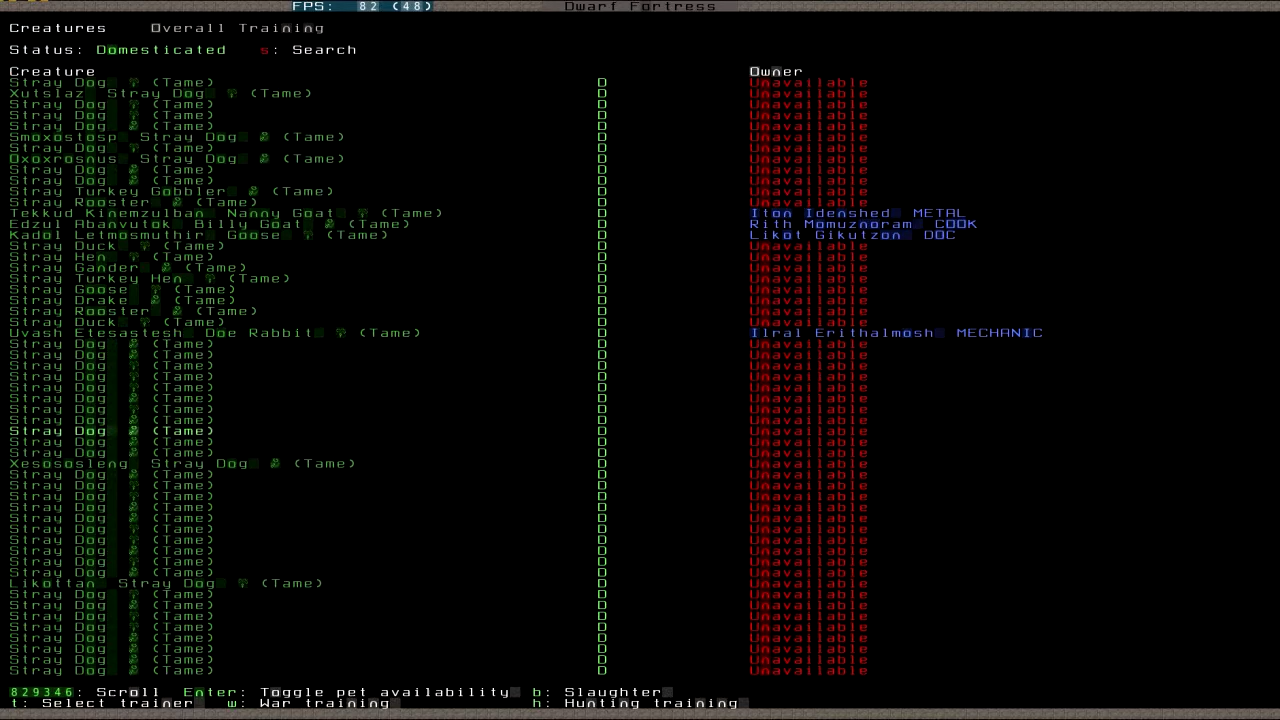 FPS: 82 (48) Dwarf Fortress
Creatures Overall Training
Status: Domesticated s: Search
Creature Owner
Stray Dog ♀ (Tame) D Unavailable
Xutslaz Stray Dog ♀ (Tame) D Unavailable
Stray Dog ♀ (Tame) D Unavailable
Stray Dog ♀ (Tame) D Unavailable
Stray Dog ♂ (Tame) D Unavailable
Smoxostosp Stray Dog ♂ (Tame) D Unavailable
Stray Dog ♀ (Tame) D Unavailable
Oxoxrosnus Stray Dog ♂ (Tame) D Unavailable
Stray Dog ♂ (Tame) D Unavailable
Stray Dog ♂ (Tame) D Unavailable
Stray Turkey Gobbler ♂ (Tame) D Unavailable
Stray Rooster ♂ (Tame) D Unavailable
Tekkud Kinemzulban Nanny Goat ♀ (Tame) D Iton Idenshed METAL
Edzul Abanvutok Billy Goat ♂ (Tame) D Rith Momuznoram COOK
Kadol Letmosmuthir Goose ♀ (Tame) D Likot Gikutzon DOC
Stray Duck ♀ (Tame) D Unavailable
Stray Hen ♀ (Tame) D Unavailable
Stray Gander ♂ (Tame) D Unavailable
Stray Turkey Hen ♀ (Tame) D Unavailable
Stray Goose ♀ (Tame) D Unavailable
Stray Drake ♂ (Tame) D Unavailable
Stray Rooster ♂ (Tame) D Unavailable
Stray Duck ♀ (Tame) D Unavailable
Uvash Etesastesh Doe Rabbit ♀ (Tame) D Ilral Erithalmosh MECHANIC
Stray Dog ♂ (Tame) D Unavailable
Stray Dog ♂ (Tame) D Unavailable
Stray Dog ♀ (Tame) D Unavailable
Stray Dog ♀ (Tame) D Unavailable
Stray Dog ♂ (Tame) D Unavailable
Stray Dog ♂ (Tame) D Unavailable
Stray Dog ♀ (Tame) D Unavailable
Stray Dog ♂ (Tame) D Unavailable
Stray Dog ♂ (Tame) D Unavailable
Stray Dog ♂ (Tame) D Unavailable
Stray Dog ♂ (Tame) D Unavailable
Xesososleng Stray Dog ♂ (Tame) D Unavailable
Stray Dog ♂ (Tame) D Unavailable
Stray Dog ♀ (Tame) D Unavailable
Stray Dog ♂ (Tame) D Unavailable
Stray Dog ♀ (Tame) D Unavailable
Stray Dog ♂ (Tame) D Unavailable
Stray Dog ♀ (Tame) D Unavailable
Stray Dog ♀ (Tame) D Unavailable
Stray Dog ♂ (Tame) D Unavailable
Stray Dog ♀ (Tame) D Unavailable
Stray Dog ♂ (Tame) D Unavailable
Likottan Stray Dog ♀ (Tame) D Unavailable
Stray Dog ♀ (Tame) D Unavailable
Stray Dog ♂ (Tame) D Unavailable
Stray Dog ♀ (Tame) D Unavailable
Stray Dog ♀ (Tame) D Unavailable
Stray Dog ♂ (Tame) D Unavailable
Stray Dog ♂ (Tame) D Unavailable
Stray Dog ♂ (Tame) D Unavailable
Stray Dog ♂ (Tame) D Unavailable
829346: Scroll Enter: Toggle pet availability b: Slaughter
t: Select trainer w: War training h: Hunting training